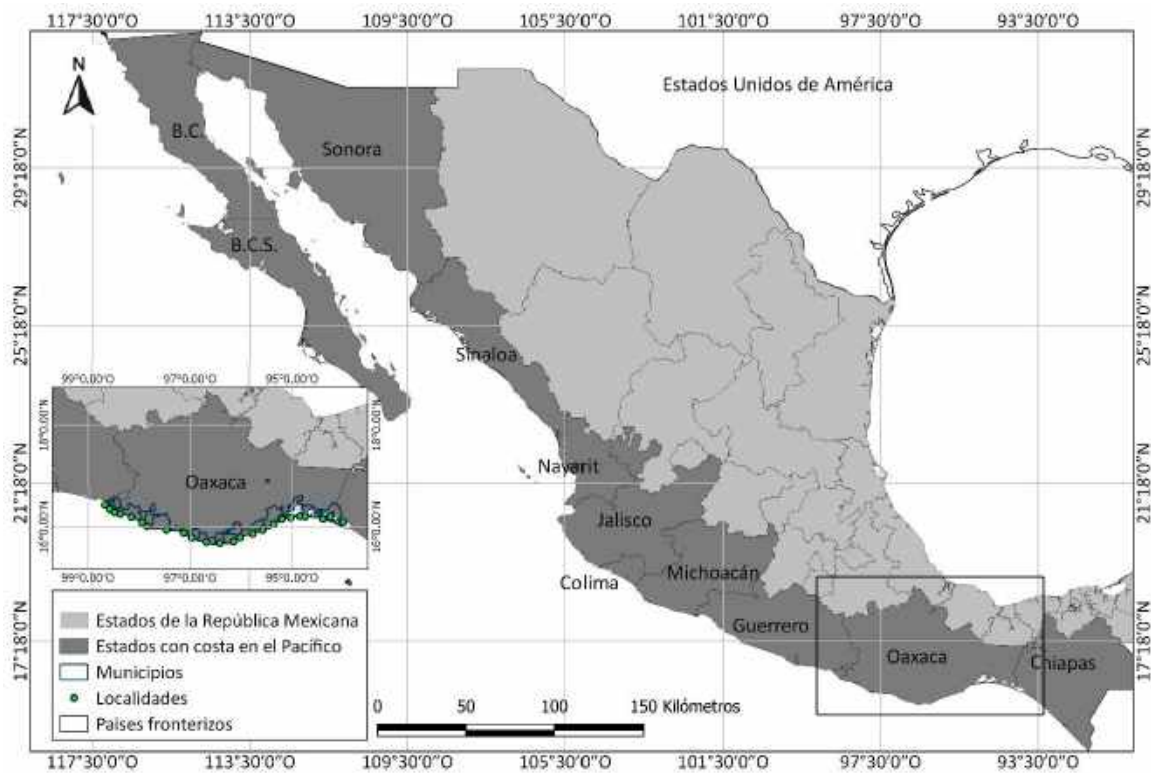 117°30'0"O 113°30'0"O 109°30'0"O 105°30'0"O 101°30'0"O 97°30'0"O 93°30'0"O
N
Estados Unidos de América
B.C.
Sonora
29°18'0"N 29°18'0"N
B.C.S.
25°18'0"N 25°18'0"N
Sinaloa
99°0.00'O 97°0.00'O 95°0.00'O
18°0.00'N 18°0.00'N
Oaxaca
16°0.00'N 16°0.00'N
99°0.00'O 97°0.00'O 95°0.00'O
Nayarit
21°18'0"N 21°18'0"N
Jalisco
Colima
Michoacán
Guerrero
Oaxaca
Chiapas
17°18'0"N 17°18'0"N
Estados de la República Mexicana
Estados con costa en el Pacífico
Municipios
Localidades
Países fronterizos
0 50 100 150 Kilómetros
117°30'0"O 113°30'0"O 109°30'0"O 105°30'0"O 101°30'0"O 97°30'0"O 93°30'0"O